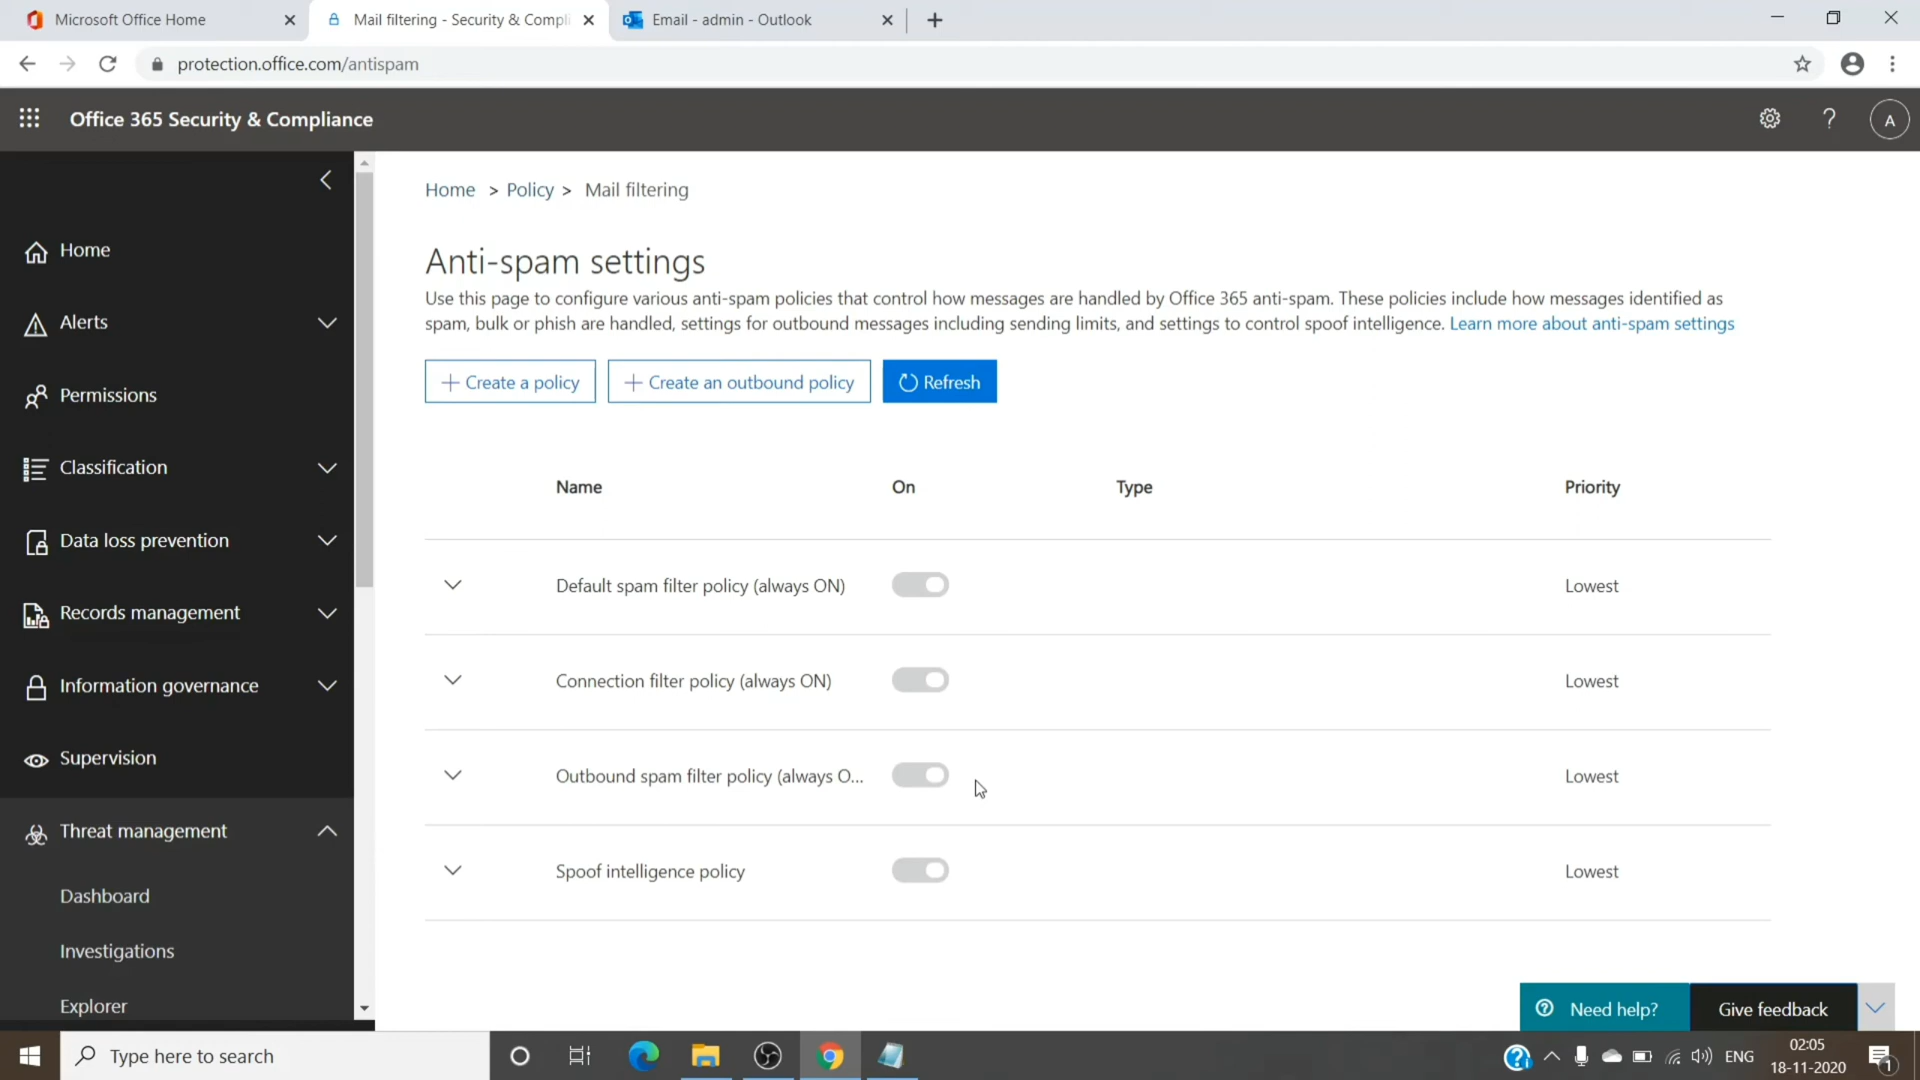 Microsoft Office Home
Mail filtering - Security & Compli
Email - admin - Outlook
protection.office.com/antispam
Office 365 Security & Compliance
A
Home > Policy > Mail filtering
Home
Alerts
Permissions
Classification
Data loss prevention
Records management
Information governance
Supervision
Threat management
Dashboard
Investigations
Explorer
Anti-spam settings
Use this page to configure various anti-spam policies that control how messages are handled by Office 365 anti-spam. These policies include how messages identified as
spam, bulk or phish are handled, settings for outbound messages including sending limits, and settings to control spoof intelligence. Learn more about anti-spam settings
Create a policy
Create an outbound policy
Refresh
Name On Type Priority
Default spam filter policy (always ON) Lowest
Connection filter policy (always ON) Lowest
Outbound spam filter policy (always O... Lowest
Spoof intelligence policy Lowest
Need help?
Give feedback
Type here to search
ENG
02:05
18-11-2020
1